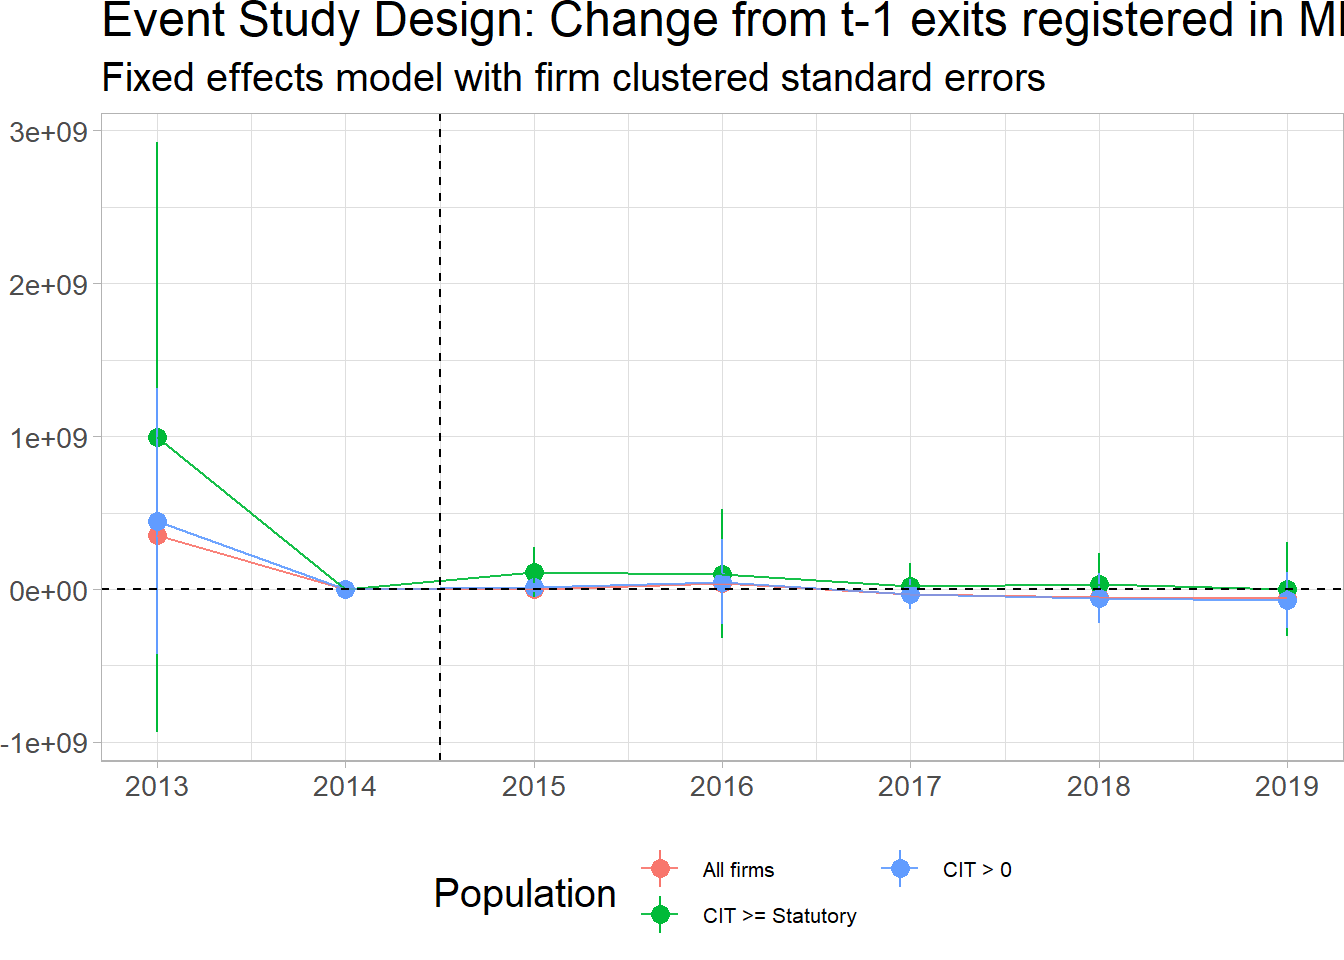 Event Study Design: Change from t-1 exits registered in
Fixed effects model with firm clustered standard errors
3e+09
2e+09
1e+09
0e+00
-1e+09
2013 2014 2015 2016 2017 2018 2019
Population
All firms
CIT > 0
CIT >= Statutory